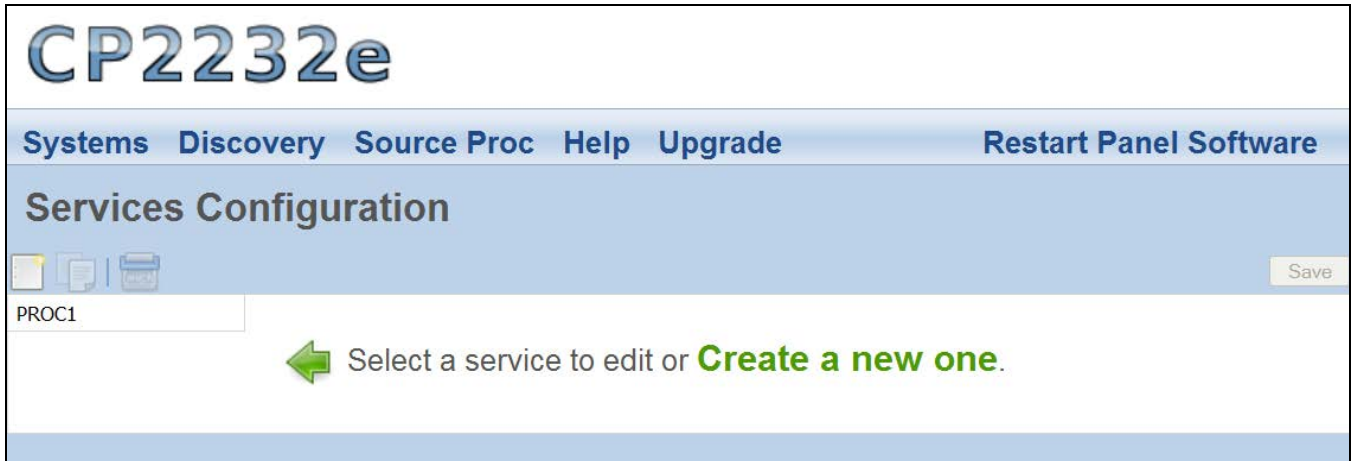 CP2232e
Systems Discovery Source Proc Help Upgrade Restart Panel Software
Services Configuration
Save
PROC1
Select a service to edit or Create a new one.